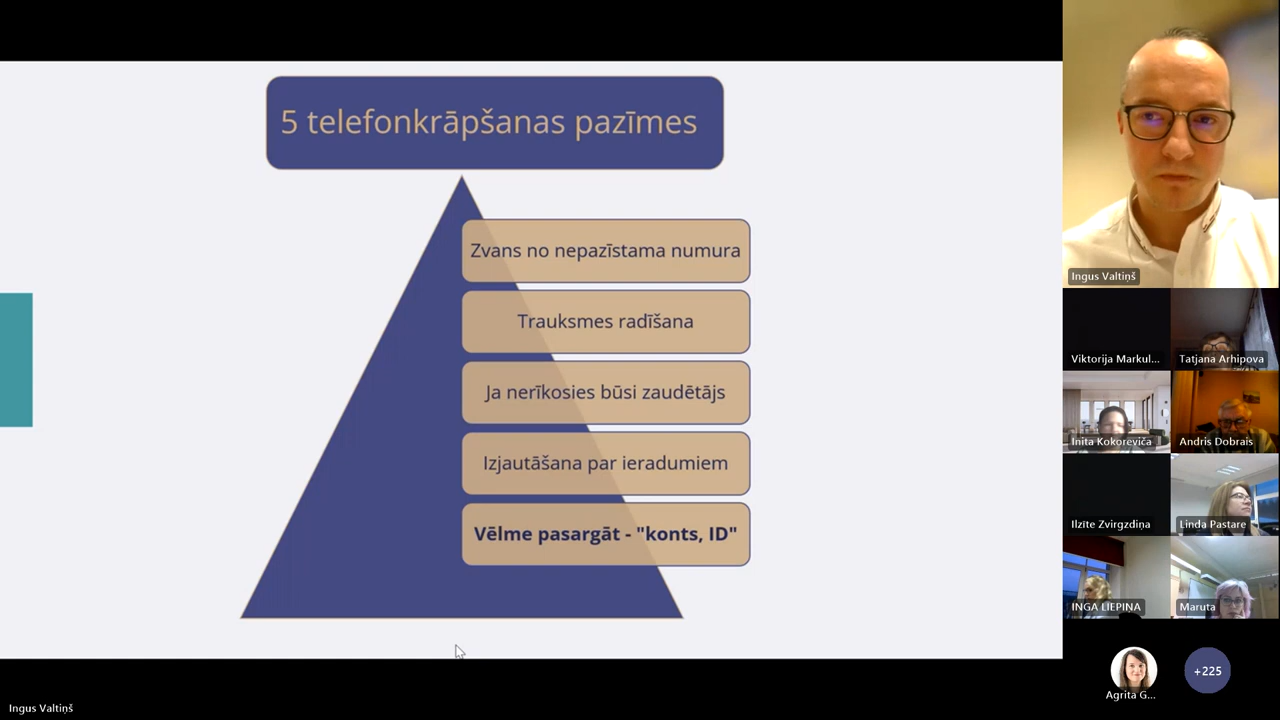 5 telefonkrāpšanas pazīmes
Zvans no nepazīstama numura
Trauksmes radīšana
Ja nerīkosies būsi zaudētājs
Izjautāšana par ieradumiem
Vēlme pasargāt - "konts, ID"
Ingus Valtiņš
Viktorija Markul...
Tatjana Arhipova
Inita Kokoreviča
Andris Dobrais
Ilzīte Zvirgzdiņa
Linda Pastare
INGA LIEPIŅA
Maruta
Agrita G...
+225
Ingus Valtiņš